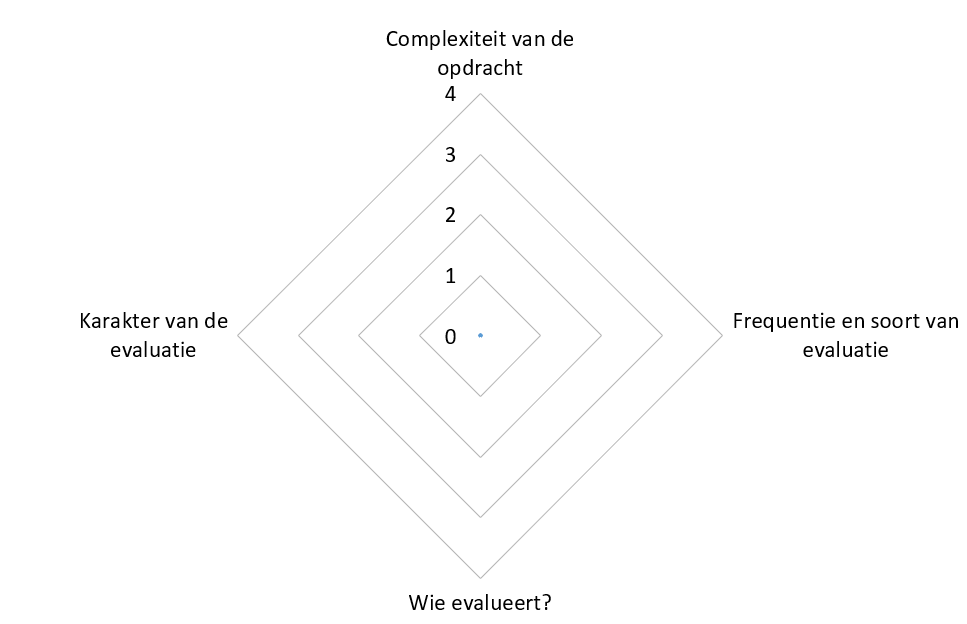 Complexiteit van de
opdracht
4
3
2
1
0
Karakter van de
evaluatie
Frequentie en soort van
evaluatie
Wie evalueert?